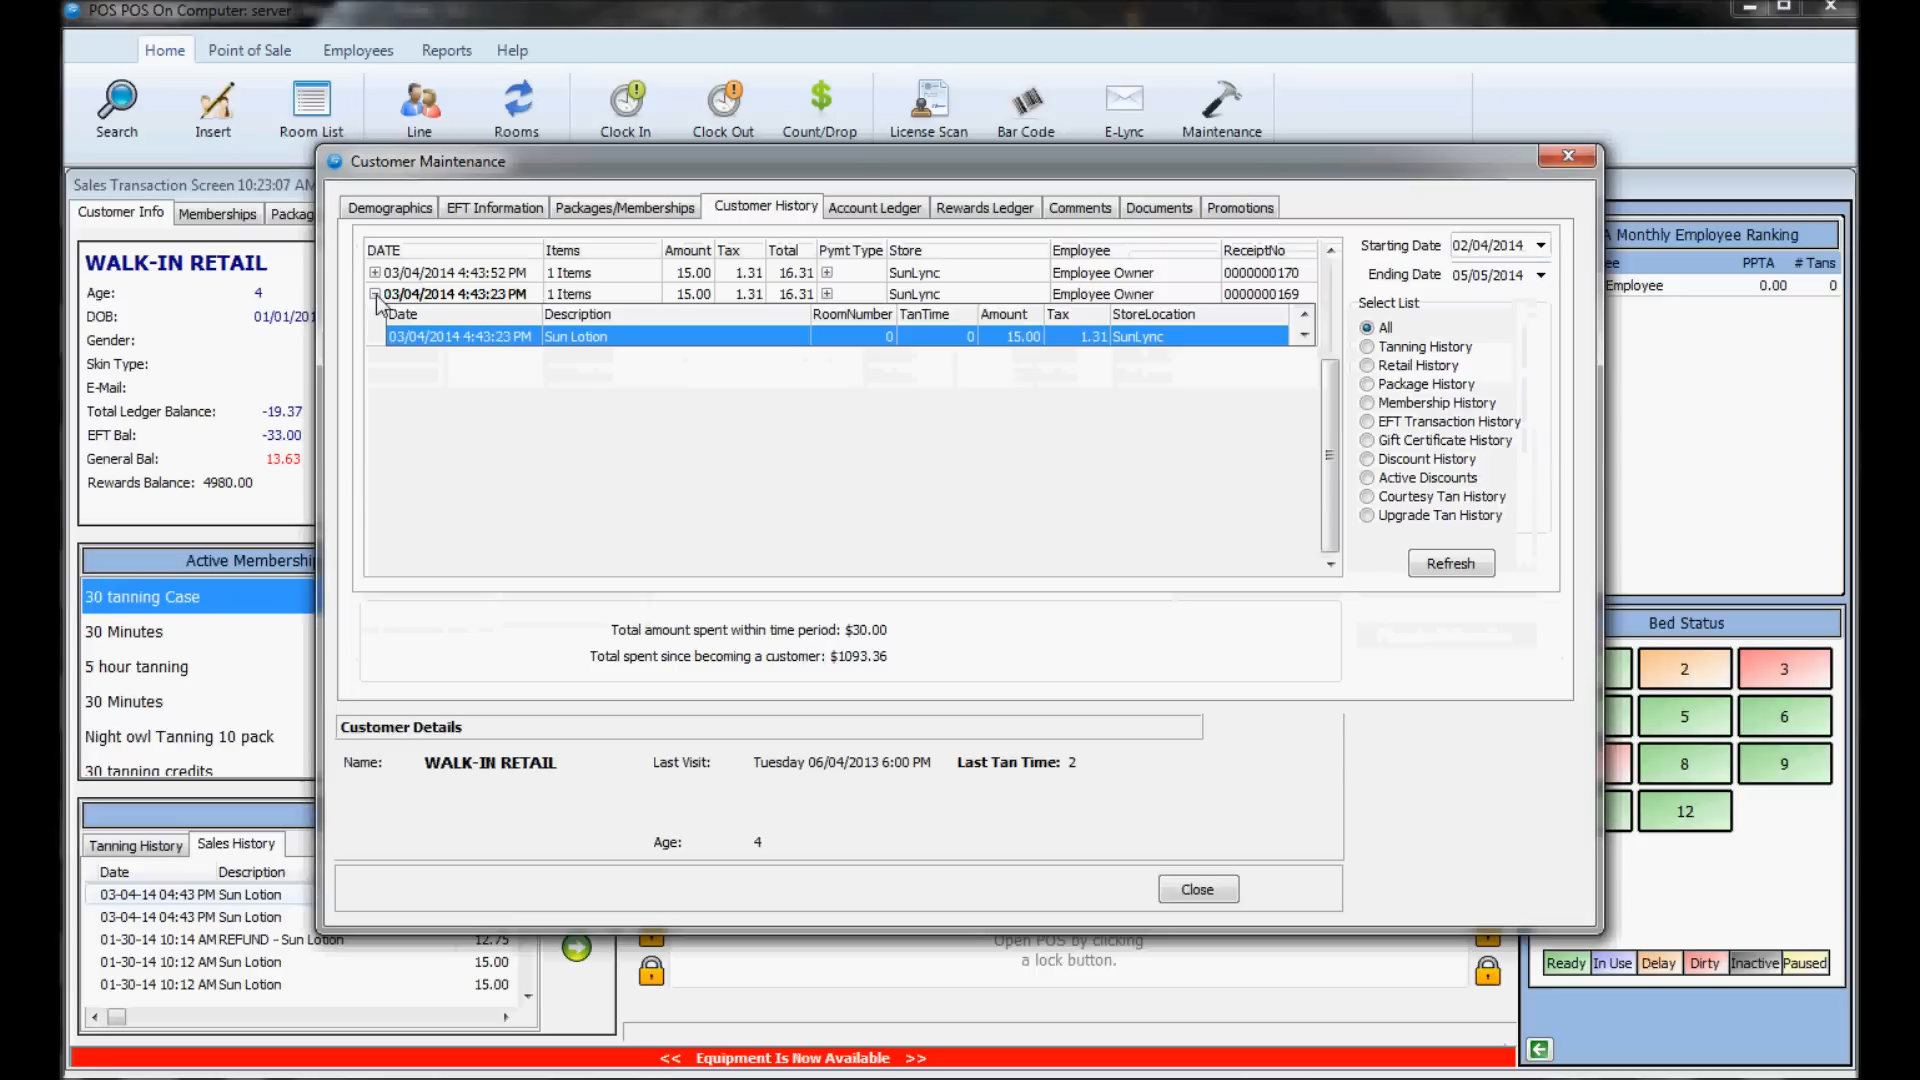 POS POS On Computer: server
Home Point of Sale Employees Reports Help
Search Insert Room List Line Rooms Clock In Clock Out Count/Drop License Scan Bar Code E-Lync Maintenance
Sales Transaction Screen 10:23:07 AM
Customer Info Memberships Packag
WALK-IN RETAIL
Age: 4
DOB: 01/01/201
Gender:
Skin Type:
E-Mail:
Total Ledger Balance: -19.37
EFT Bal: -33.00
General Bal: 13.63
Rewards Balance: 4980.00
Active Membership
30 tanning Case
30 Minutes
5 hour tanning
30 Minutes
Night owl Tanning 10 pack
30 tanning credits
Tanning History Sales History
Date Description
03-04-14 04:43 PM Sun Lotion
03-04-14 04:43 PM Sun Lotion
01-30-14 10:14 AM REFUND - Sun Lotion 12.75
01-30-14 10:12 AM Sun Lotion 15.00
01-30-14 10:12 AM Sun Lotion 15.00
Customer Maintenance
Demographics EFT Information Packages/Memberships Customer History Account Ledger Rewards Ledger Comments Documents Promotions
DATE Items Amount Tax Total Pymt Type Store Employee ReceiptNo
03/04/2014 4:43:52 PM 1 Items 15.00 1.31 16.31 SunLync Employee Owner 0000000170
03/04/2014 4:43:23 PM 1 Items 15.00 1.31 16.31 SunLync Employee Owner 0000000169
Date Description RoomNumber TanTime Amount Tax StoreLocation
03/04/2014 4:43:23 PM Sun Lotion 0 0 15.00 1.31 SunLync
Starting Date 02/04/2014
Ending Date 05/05/2014
Select List
All
Tanning History
Retail History
Package History
Membership History
EFT Transaction History
Gift Certificate History
Discount History
Active Discounts
Courtesy Tan History
Upgrade Tan History
Refresh
Total amount spent within time period: $30.00
Total spent since becoming a customer: $1093.36
Customer Details
Name: WALK-IN RETAIL Last Visit: Tuesday 06/04/2013 6:00 PM Last Tan Time: 2
Age: 4
Close
Open POS by clicking
a lock button.
A Monthly Employee Ranking
ee PPTA # Tans
Employee 0.00 0
Bed Status
2 3
5 6
8 9
12
Ready In Use Delay Dirty Inactive Paused
<< Equipment Is Now Available >>